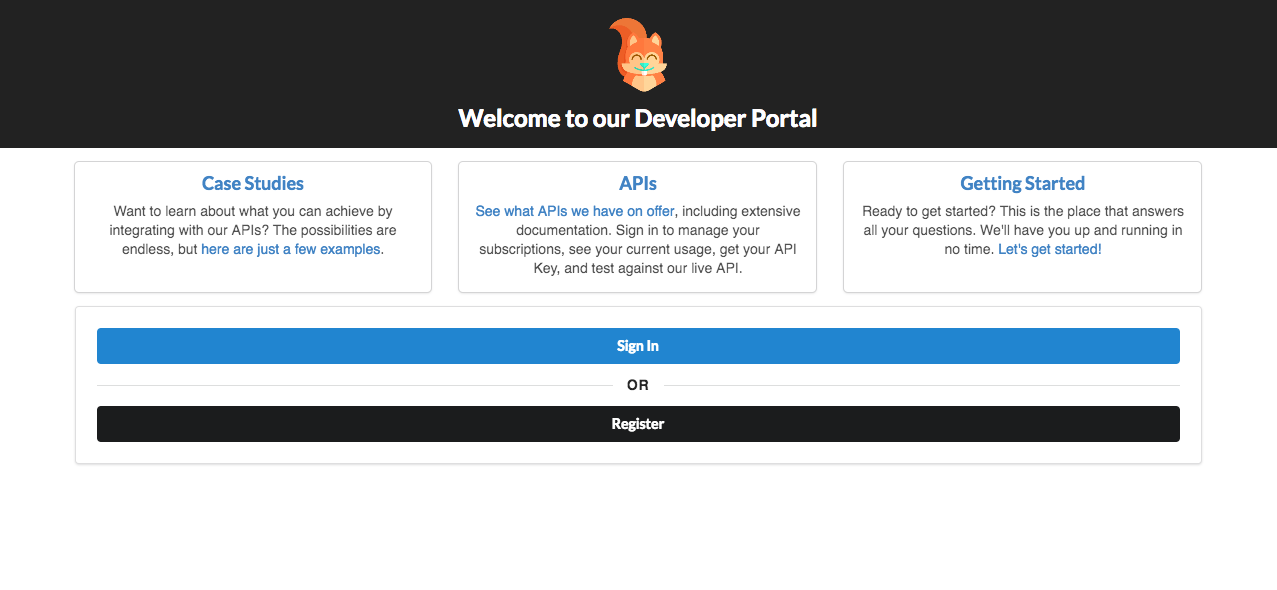 Welcome to our Developer Portal
Case Studies
Want to learn about what you can achieve by
integrating with our APIs? The possibilities are
endless, but here are just a few examples.
APIs
See what APIs we have on offer, including extensive
documentation. Sign in to manage your
subscriptions, see your current usage, get your API
Key, and test against our live API.
Getting Started
Ready to get started? This is the place that answers
all your questions. We'll have you up and running in
no time. Let's get started!
Sign In
OR
Register